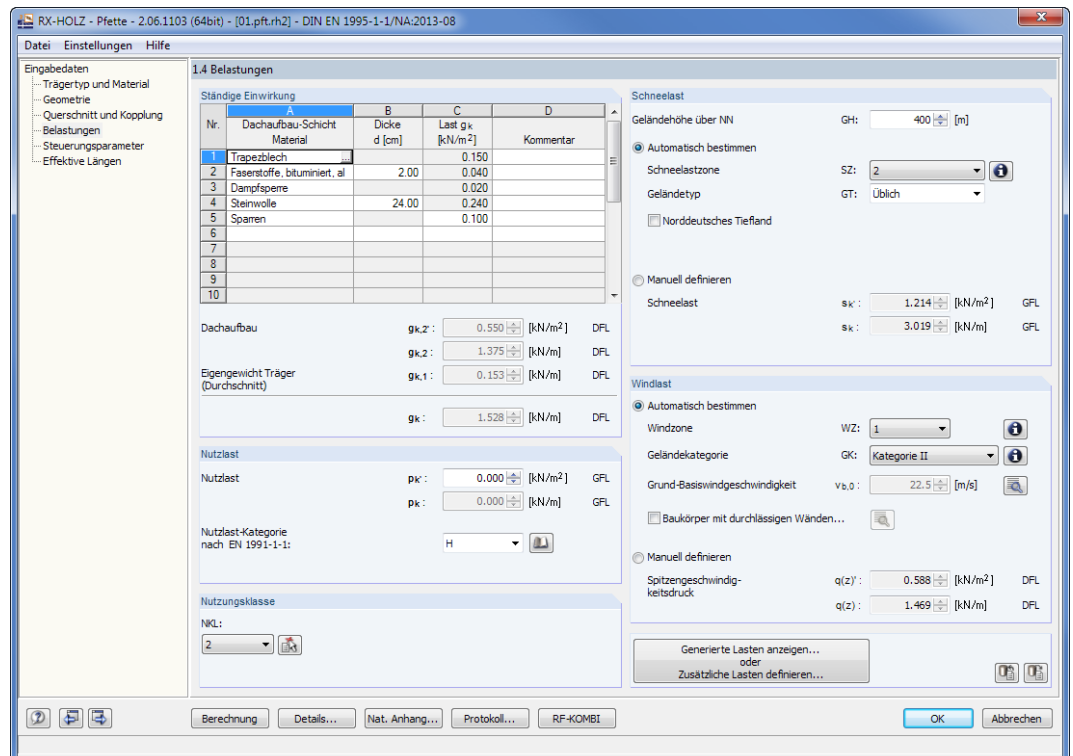 RX-HOLZ - Pfette - 2.06.1103 (64bit) - [01.pft.rh2] - DIN EN 1995-1-1/NA:2013-08
Datei Einstellungen Hilfe
Eingabedaten
Trägertyp und Material
Geometrie
Querschnitt und Kopplung
Belastungen
Steuerungsparameter
Effektive Längen
1.4 Belastungen
Ständige Einwirkung
A B C D
Nr. Dachaufbau-Schicht Dicke Last gk
Material d [cm] [kN/m2] Kommentar
1 Trapezblech ... 0.150
2 Faserstoffe, bituminiert, al 2.00 0.040
3 Dampfsperre 0.020
4 Steinwolle 24.00 0.240
5 Sparren 0.100
6
7
8
9
10
Dachaufbau gk,2' : 0.550 [kN/m2] DFL
gk,2 : 1.375 [kN/m] DFL
Eigengewicht Träger gk,1 : 0.153 [kN/m] DFL
(Durchschnitt)
gk : 1.528 [kN/m] DFL
Nutzlast
Nutzlast pk' : 0.000 [kN/m2] GFL
pk : 0.000 [kN/m] GFL
Nutzlast-Kategorie
nach EN 1991-1-1: H
Nutzungsklasse
NKL:
2
Schneelast
Geländehöhe über NN GH: 400 [m]
Automatisch bestimmen
Schneelastzone SZ: 2
Geländetyp GT: Üblich
Norddeutsches Tiefland
Manuell definieren
Schneelast sk' : 1.214 [kN/m2] GFL
sk : 3.019 [kN/m] GFL
Windlast
Automatisch bestimmen
Windzone WZ: 1
Geländekategorie GK: Kategorie II
Grund-Basiswindgeschwindigkeit vb,0 : 22.5 [m/s]
Baukörper mit durchlässigen Wänden...
Manuell definieren
Spitzengeschwindig- q(z)' : 0.588 [kN/m2] DFL
keitsdruck
q(z) : 1.469 [kN/m] DFL
Generierte Lasten anzeigen...
oder
Zusätzliche Lasten definieren...
Berechnung Details... Nat. Anhang... Protokoll... RF-KOMBI OK Abbrechen